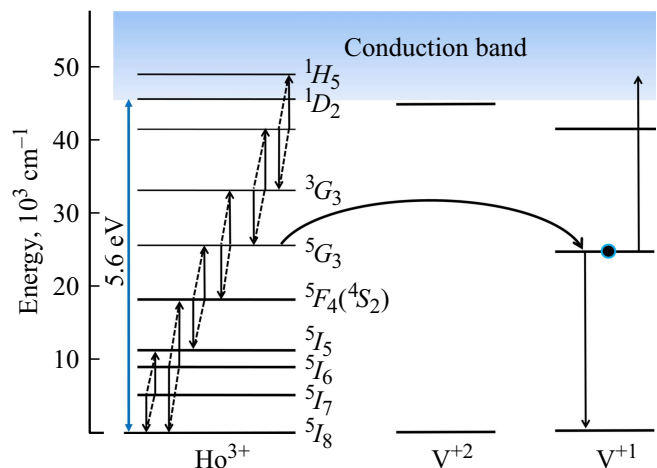 Conduction band
50
40
30
20
10
Energy, 10³ cm⁻¹
5.6 eV
¹H₅
¹D₂
³G₃
⁵G₃
⁵F₄(⁴S₂)
⁵I₅
⁵I₆
⁵I₇
⁵I₈
Ho³⁺
V⁺²
V⁺¹